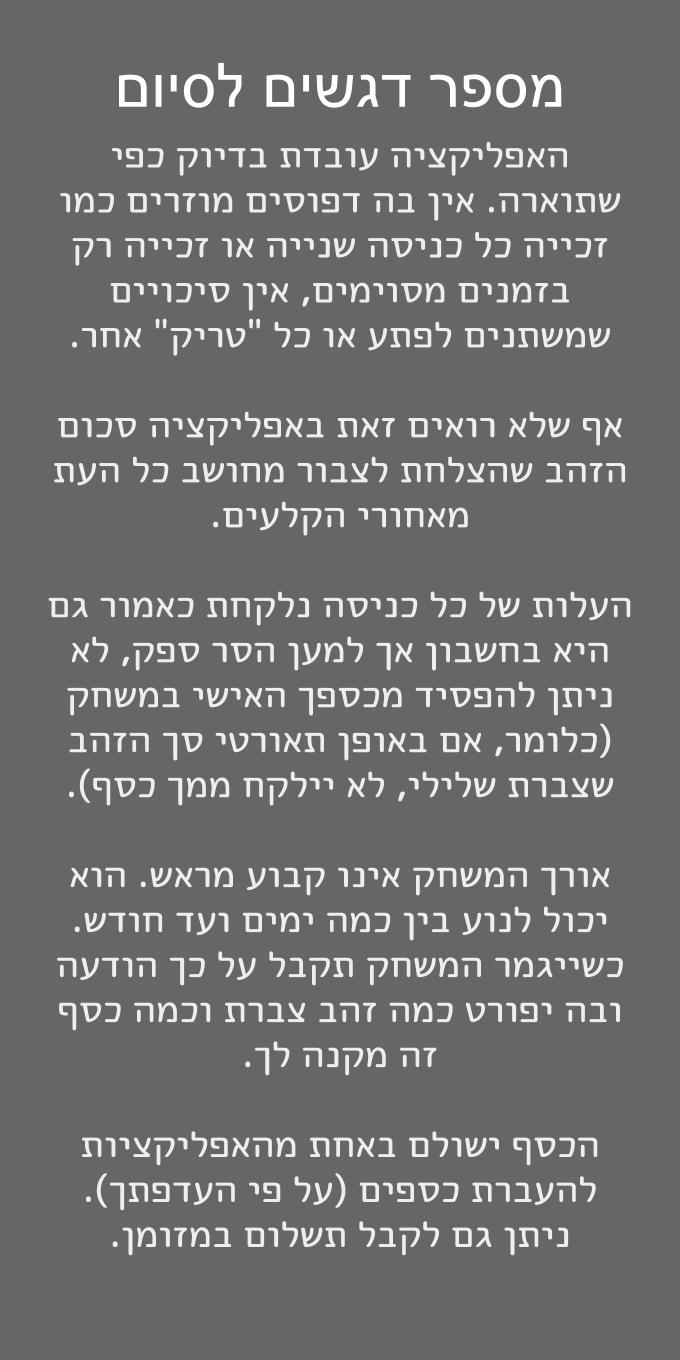 מספר דגשים לסיום
האפליקציה עובדת בדיוק כפי
שתוארה. אין בה דפוסים מוזרים כמו
זכייה כל כניסה שנייה או זכייה רק
בזמנים מסוימים, אין סיכויים
שמשתנים לפתע או כל "טריק" אחר.
אף שלא רואים זאת באפליקציה סכום
הזהב שהצלחת לצבור מחושב כל העת
מאחורי הקלעים.
העלות של כל כניסה נלקחת כאמור גם
היא בחשבון אך למען הסר ספק, לא
ניתן להפסיד מכספך האישי במשחק
(כלומר, אם באופן תאורטי סך הזהב
שצברת שלילי, לא יילקח ממך כסף).
אורך המשחק אינו קבוע מראש. הוא
יכול לנוע בין כמה ימים ועד חודש.
כשייגמר המשחק תקבל על כך הודעה
ובה יפורט כמה זהב צברת וכמה כסף
זה מקנה לך.
הכסף ישולם באחת מהאפליקציות
להעברת כספים (על פי העדפתך).
ניתן גם לקבל תשלום במזומן.